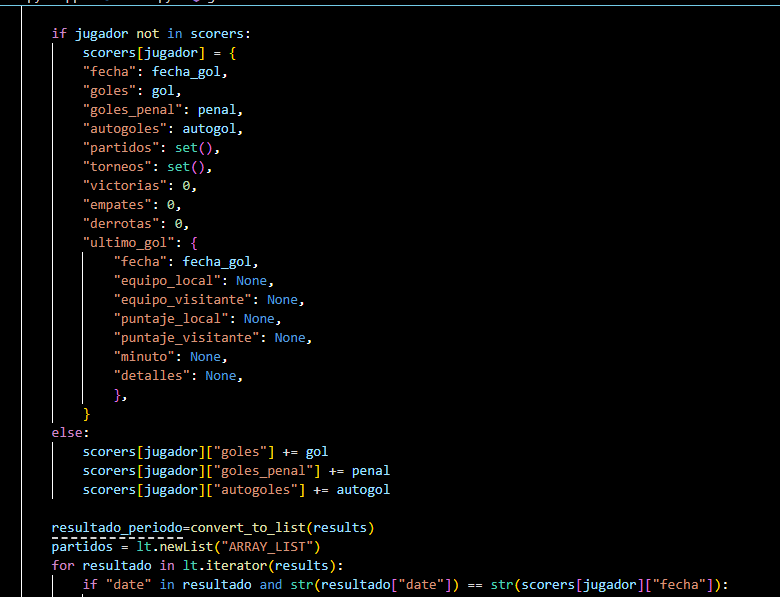 if jugador not in scorers:
scorers[jugador] = {
"fecha": fecha_gol,
"goles": gol,
"goles_penal": penal,
"autogoles": autogol,
"partidos": set(),
"torneos": set(),
"victorias": 0,
"empates": 0,
"derrotas": 0,
"ultimo_gol": {
"fecha": fecha_gol,
"equipo_local": None,
"equipo_visitante": None,
"puntaje_local": None,
"puntaje_visitante": None,
"minuto": None,
"detalles": None,
},
}
else:
scorers[jugador]["goles"] += gol
scorers[jugador]["goles_penal"] += penal
scorers[jugador]["autogoles"] += autogol
resultado_periodo=convert_to_list(results)
partidos = lt.newList("ARRAY_LIST")
for resultado in lt.iterator(results):
if "date" in resultado and str(resultado["date"]) == str(scorers[jugador]["fecha"]):